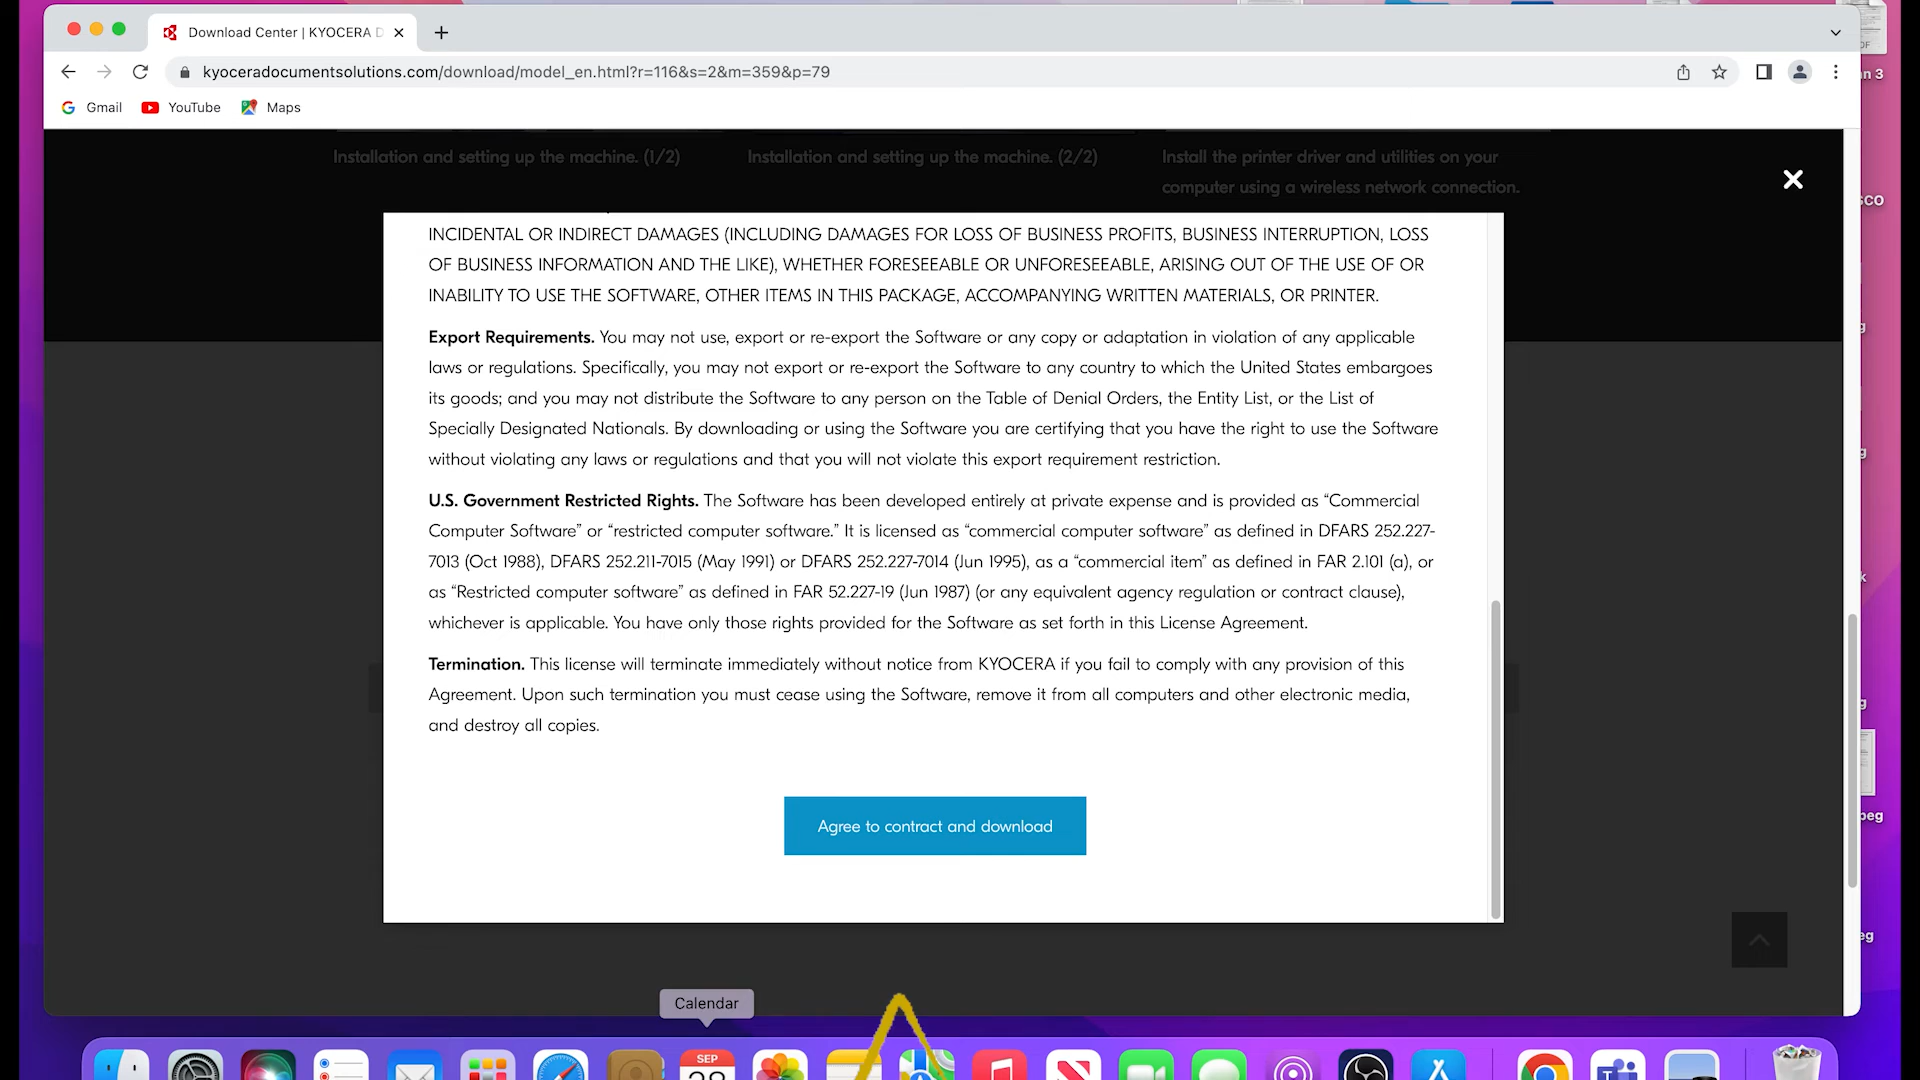 Download Center | KYOCERA D
kyoceradocumentsolutions.com/download/model_en.html?r=116&s=2&m=359&p=79
Gmail YouTube Maps
Installation and setting up the machine. (1/2)
Installation and setting up the machine. (2/2)
Install the printer driver and utilities on your
computer using a wireless network connection.
INCIDENTAL OR INDIRECT DAMAGES (INCLUDING DAMAGES FOR LOSS OF BUSINESS PROFITS, BUSINESS INTERRUPTION, LOSS
OF BUSINESS INFORMATION AND THE LIKE), WHETHER FORESEEABLE OR UNFORESEEABLE, ARISING OUT OF THE USE OF OR
INABILITY TO USE THE SOFTWARE, OTHER ITEMS IN THIS PACKAGE, ACCOMPANYING WRITTEN MATERIALS, OR PRINTER.
Export Requirements. You may not use, export or re-export the Software or any copy or adaptation in violation of any applicable
laws or regulations. Specifically, you may not export or re-export the Software to any country to which the United States embargoes
its goods; and you may not distribute the Software to any person on the Table of Denial Orders, the Entity List, or the List of
Specially Designated Nationals. By downloading or using the Software you are certifying that you have the right to use the Software
without violating any laws or regulations and that you will not violate this export requirement restriction.
U.S. Government Restricted Rights. The Software has been developed entirely at private expense and is provided as “Commercial
Computer Software” or “restricted computer software.” It is licensed as “commercial computer software” as defined in DFARS 252.227-
7013 (Oct 1988), DFARS 252.211-7015 (May 1991) or DFARS 252.227-7014 (Jun 1995), as a “commercial item” as defined in FAR 2.101 (a), or
as “Restricted computer software” as defined in FAR 52.227-19 (Jun 1987) (or any equivalent agency regulation or contract clause),
whichever is applicable. You have only those rights provided for the Software as set forth in this License Agreement.
Termination. This license will terminate immediately without notice from KYOCERA if you fail to comply with any provision of this
Agreement. Upon such termination you must cease using the Software, remove it from all computers and other electronic media,
and destroy all copies.
Agree to contract and download
Calendar
SEP